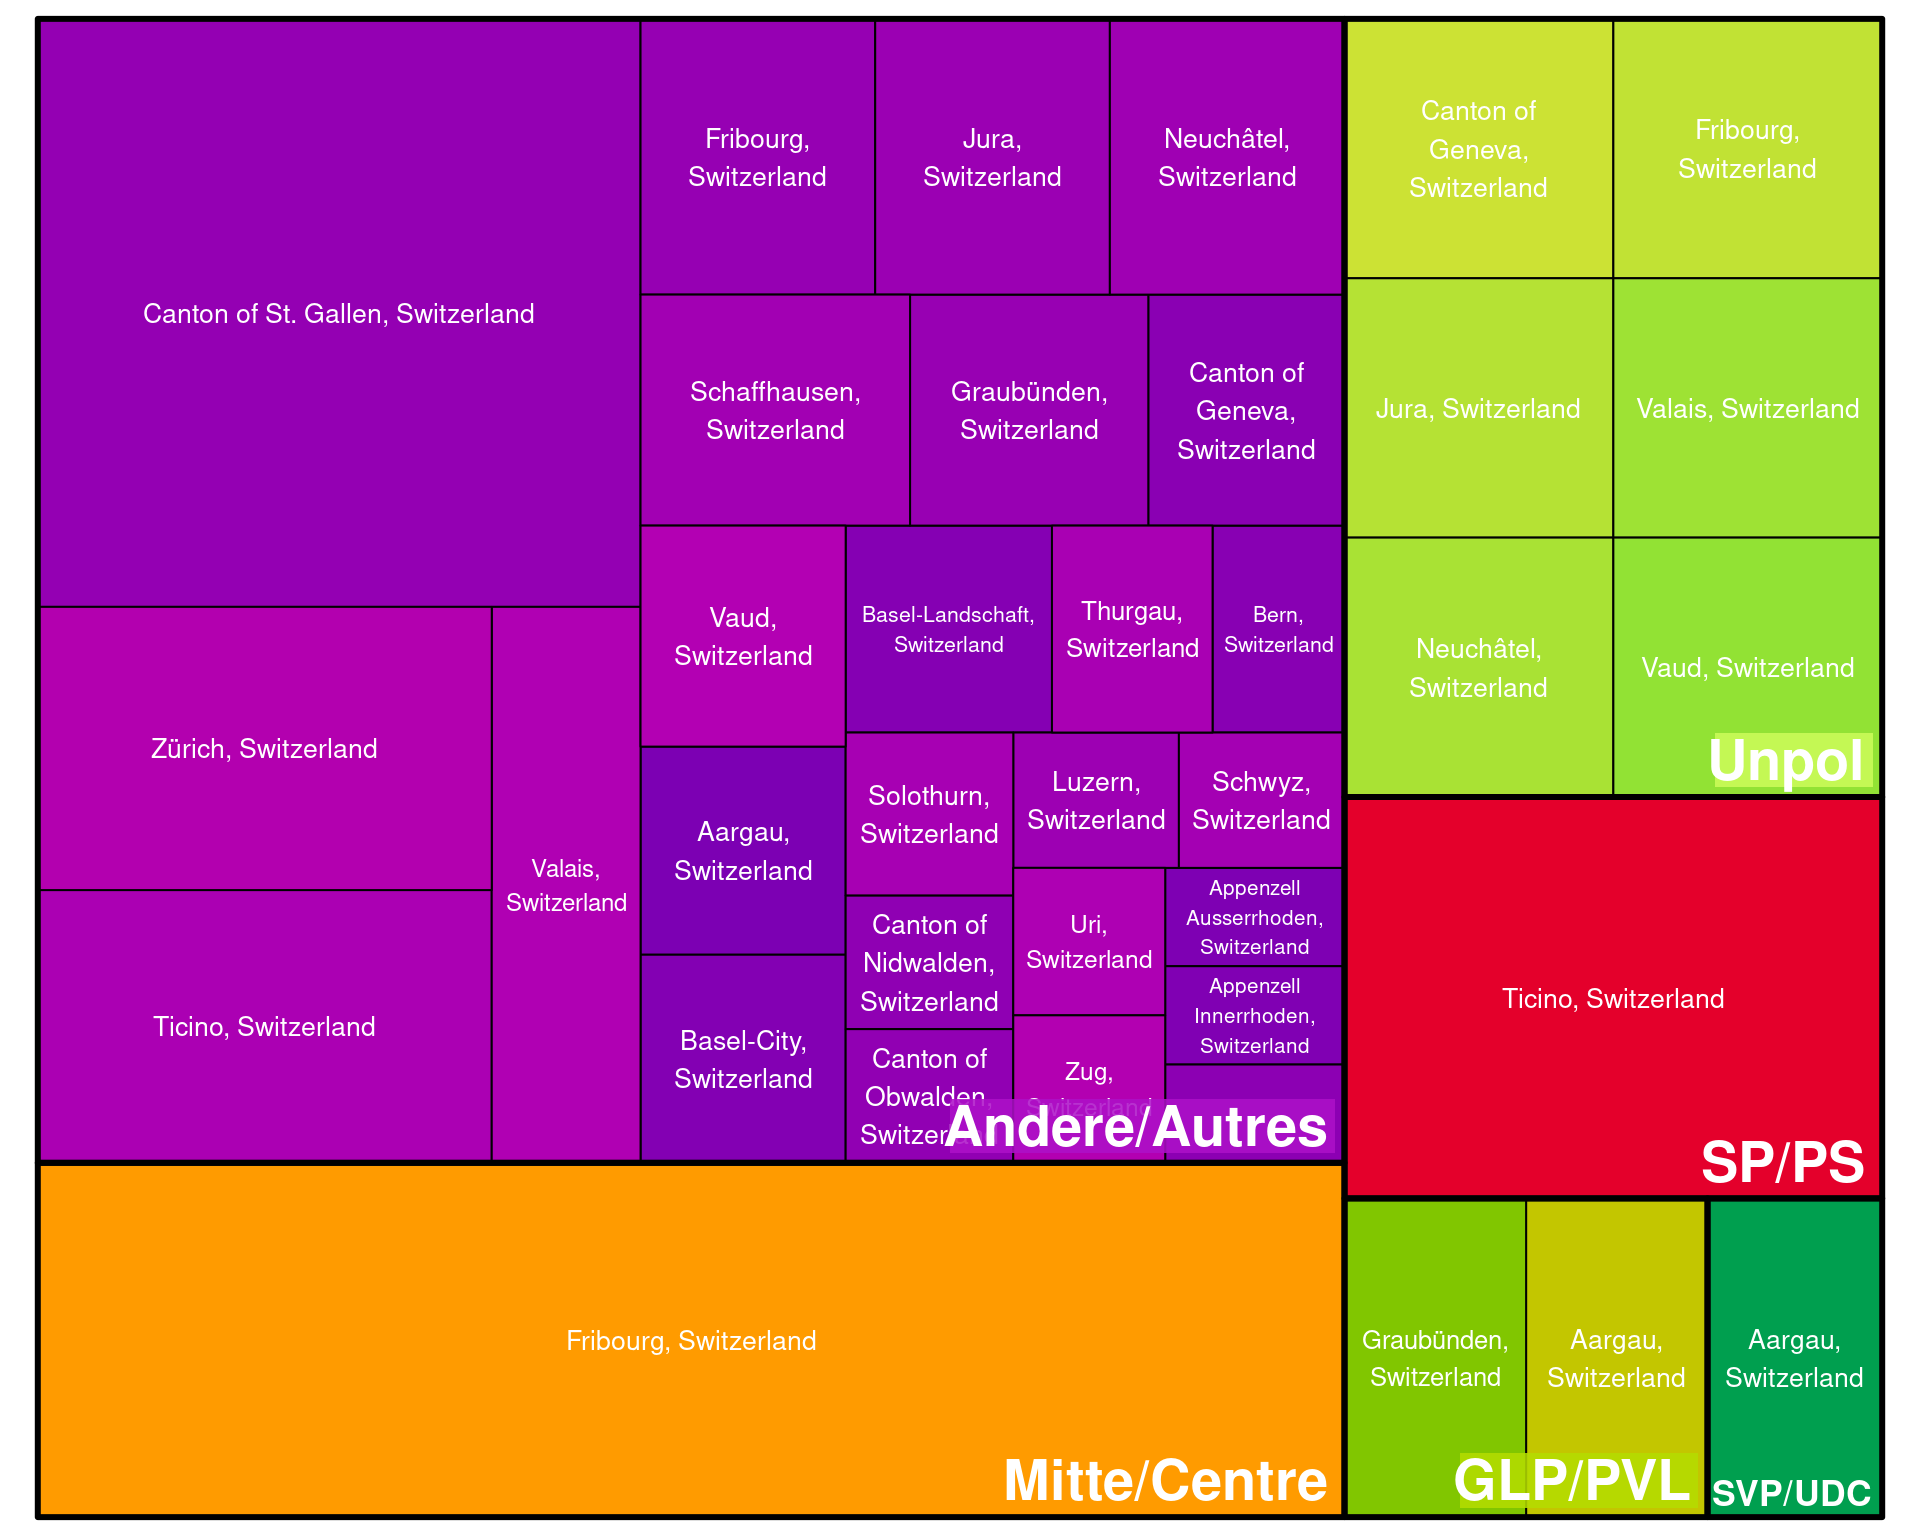 Canton of St. Gallen, Switzerland
Fribourg,
Switzerland
Jura,
Switzerland
Neuchâtel,
Switzerland
Schaffhausen,
Switzerland
Graubünden,
Switzerland
Canton of
Geneva,
Switzerland
Zürich, Switzerland
Ticino, Switzerland
Valais,
Switzerland
Vaud,
Switzerland
Basel-Landschaft,
Switzerland
Thurgau,
Switzerland
Bern,
Switzerland
Aargau,
Switzerland
Basel-City,
Switzerland
Solothurn,
Switzerland
Luzern,
Switzerland
Schwyz,
Switzerland
Canton of
Nidwalden,
Switzerland
Canton of
Obwalden,
Switzerland
Uri,
Switzerland
Zug,
Switzerland
Appenzell
Ausserrhoden,
Switzerland
Appenzell
Innerrhoden,
Switzerland
Andere/Autres
Fribourg, Switzerland
Mitte/Centre
Canton of
Geneva,
Switzerland
Fribourg,
Switzerland
Jura, Switzerland
Valais, Switzerland
Neuchâtel,
Switzerland
Vaud, Switzerland
Unpol
Ticino, Switzerland
SP/PS
Graubünden,
Switzerland
Aargau,
Switzerland
GLP/PVL
Aargau,
Switzerland
SVP/UDC